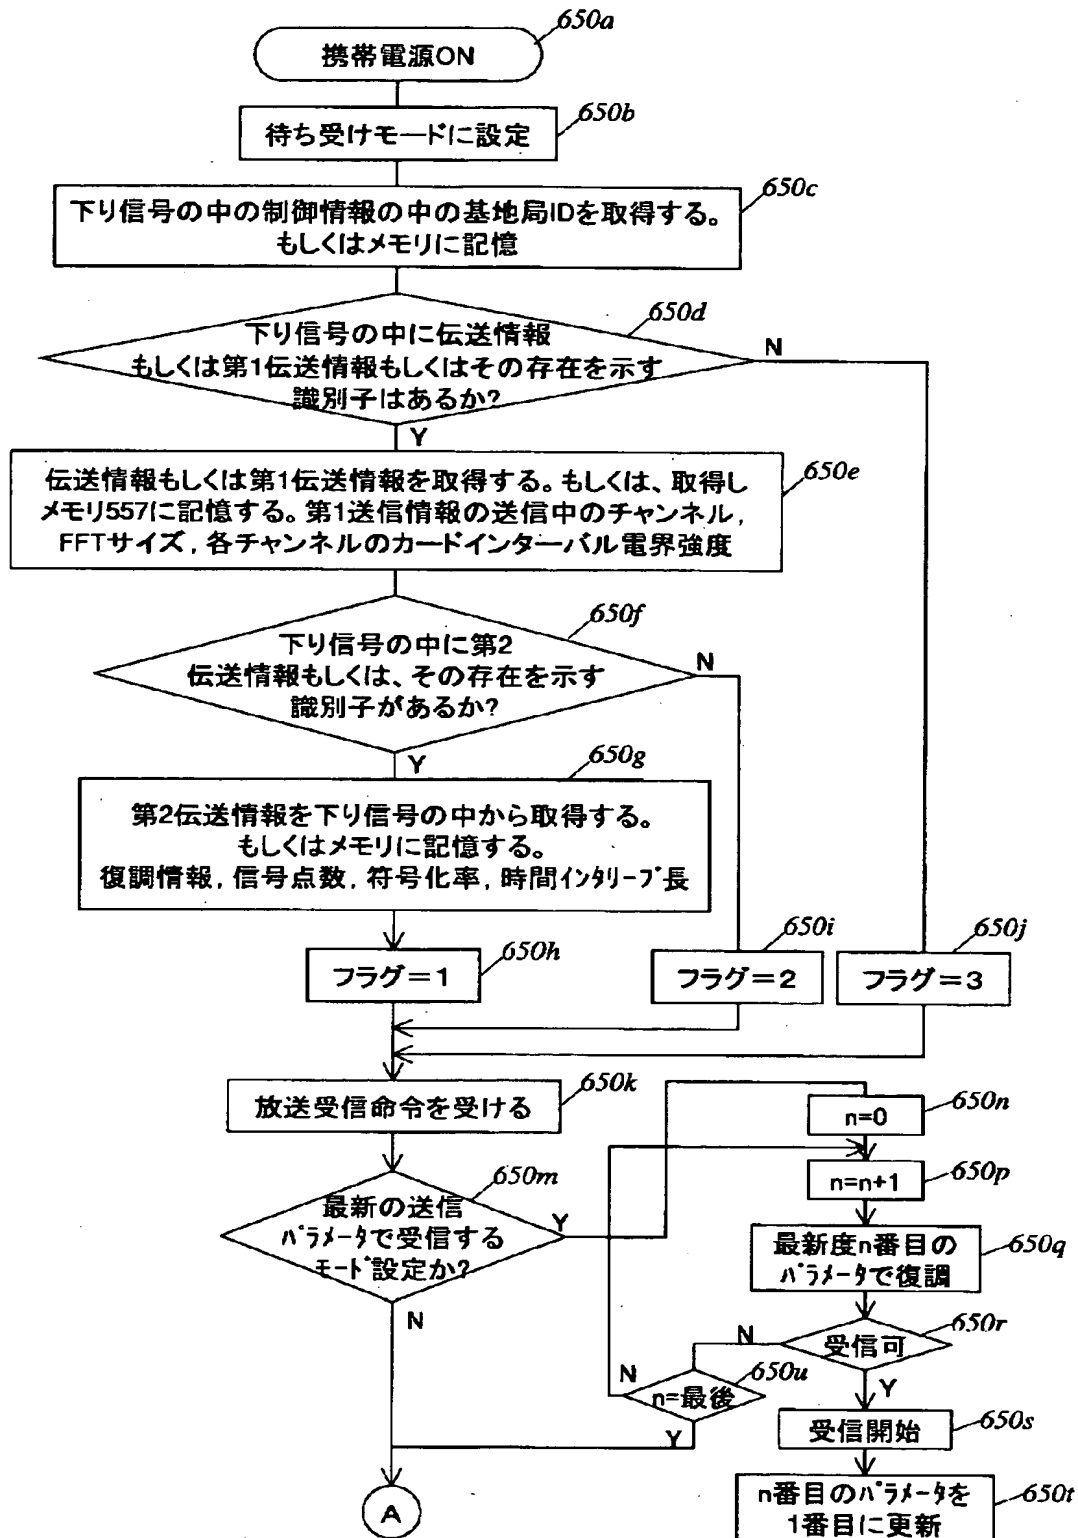 650a
携帯電源ON
650b
待ち受けモードに設定
650c
下り信号の中の制御情報の中の基地局IDを取得する。
もしくはメモリに記憶
650d
下り信号の中に伝送情報
もしくは第1伝送情報もしくはその存在を示す
識別子はあるか?
N
Y
650e
伝送情報もしくは第1伝送情報を取得する。もしくは、取得し
メモリ557に記憶する。第1送信情報の送信中のチャンネル,
FFTサイズ,各チャンネルのカードインターバル電界強度
650f
下り信号の中に第2
伝送情報もしくは、その存在を示す
識別子があるか?
N
Y
650g
第2伝送情報を下り信号の中から取得する。
もしくはメモリに記憶する。
復調情報,信号点数,符号化率,時間インタリーブ長
650h
フラグ=1
650i
フラグ=2
650j
フラグ=3
650k
放送受信命令を受ける
650m
最新の送信
パラメータで受信する
モード設定か?
Y
N
650n
n=0
650p
n=n+1
650q
最新度n番目の
パラメータで復調
650r
受信可
N
Y
650u
n=最後
N
Y
650s
受信開始
650t
n番目のパラメータを
1番目に更新
A